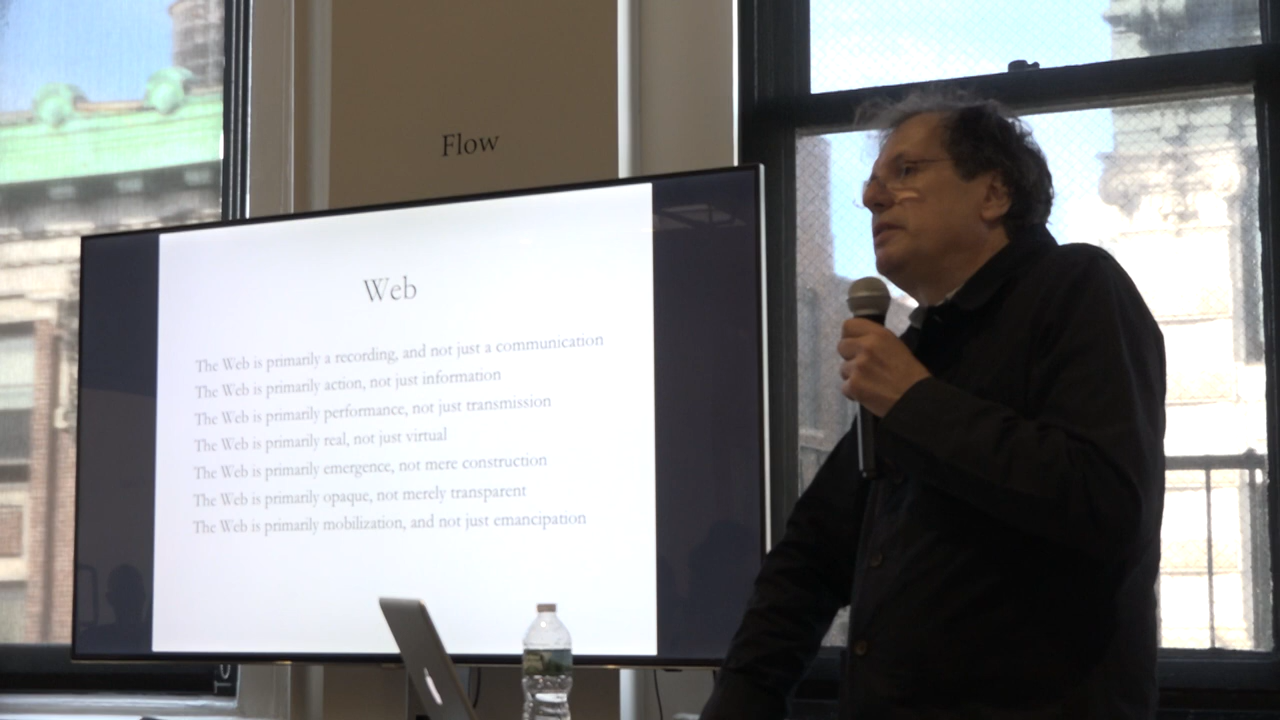 Flow
Web
The Web is primarily a recording, and not just a communication
The Web is primarily action, not just information
The Web is primarily performance, not just transmission
The Web is primarily real, not just virtual
The Web is primarily emergence, not mere construction
The Web is primarily opaque, not merely transparent
The Web is primarily mobilization, and not just emancipation